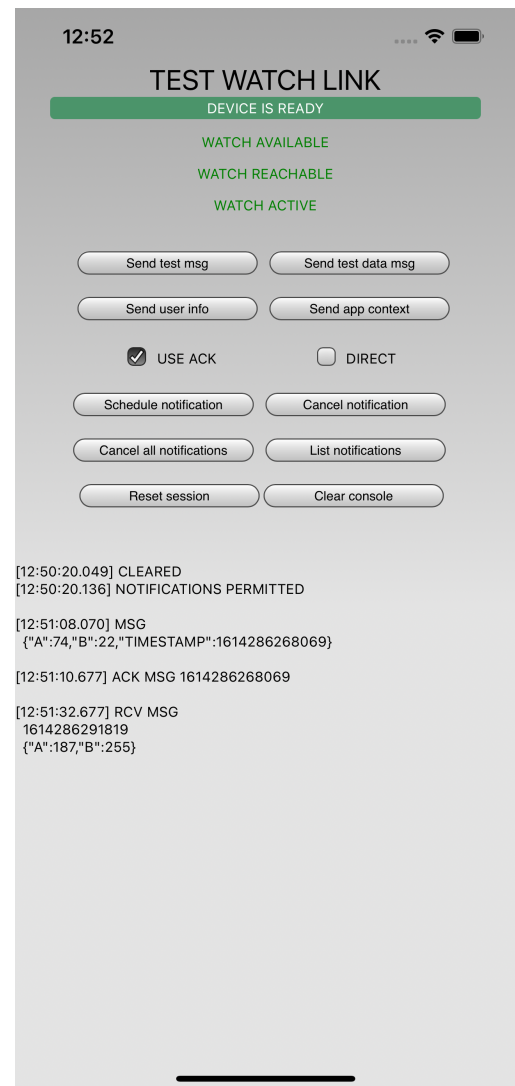 12:52
TEST WATCH LINK
DEVICE IS READY
WATCH AVAILABLE
WATCH REACHABLE
WATCH ACTIVE
Send test msg Send test data msg
Send user info Send app context
USE ACK DIRECT
Schedule notification Cancel notification
Cancel all notifications List notifications
Reset session Clear console
[12:50:20.049] CLEARED
[12:50:20.136] NOTIFICATIONS PERMITTED
[12:51:08.070] MSG
{"A":74,"B":22,"TIMESTAMP":1614286268069}
[12:51:10.677] ACK MSG 1614286268069
[12:51:32.677] RCV MSG
1614286291819
{"A":187,"B":255}